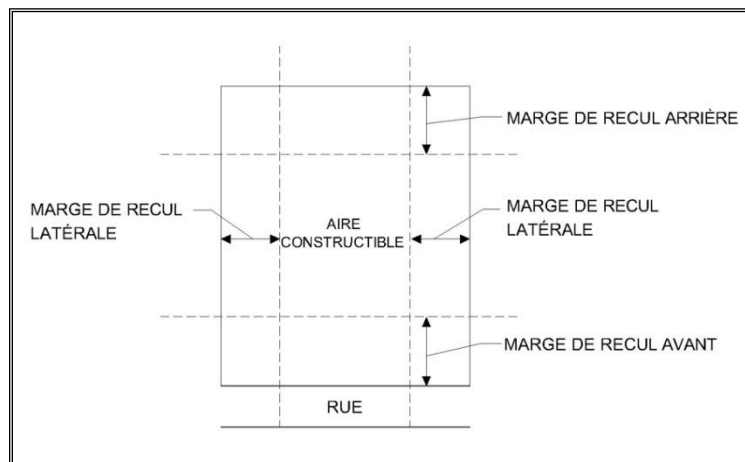 MARGE DE RECUL ARRIÈRE
MARGE DE RECUL
LATÉRALE
AIRE
CONSTRUCTIBLE
MARGE DE RECUL
LATÉRALE
MARGE DE RECUL AVANT
RUE